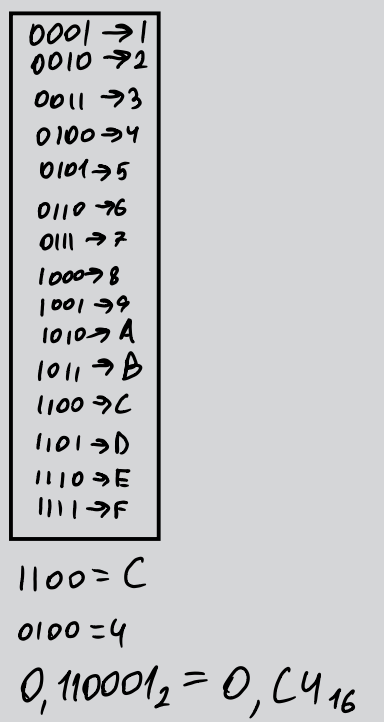 0001 → 1
0010 → 2
0011 → 3
0100 → 4
0101 → 5
0110 → 6
0111 → 7
1000 → 8
1001 → 9
1010 → A
1011 → B
1100 → C
1101 → D
1110 → E
1111 → F
1100 = C
0100 = 4
0,110001₂ = 0,C4₁₆